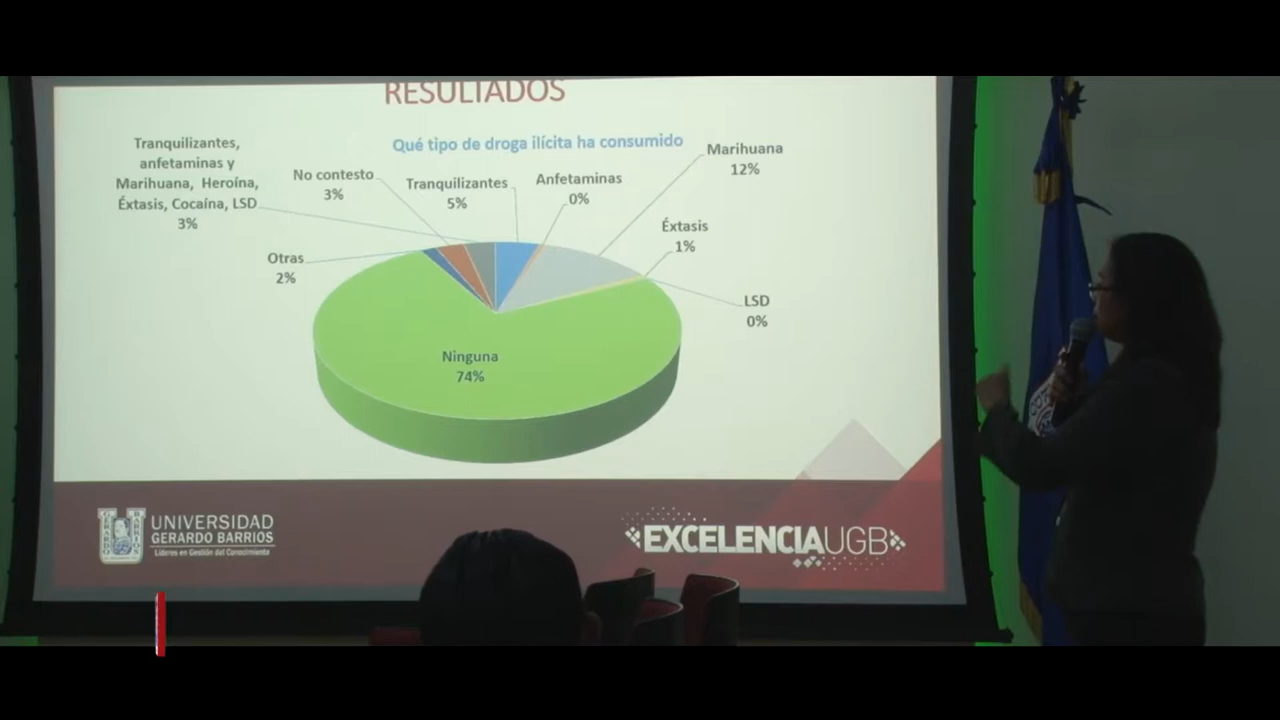 RESULTADOS
Qué tipo de droga ilícita ha consumido
Tranquilizantes,
anfetaminas y
Marihuana, Heroína,
Éxtasis, Cocaína, LSD
3%
No contesto
3%
Tranquilizantes
5%
Anfetaminas
0%
Marihuana
12%
Éxtasis
1%
Otras
2%
LSD
0%
Ninguna
74%
GERARDO
BARRIOS
UNIVERSIDAD
GERARDO BARRIOS
Líderes en Gestión del Conocimiento
EXCELENCIAUGB